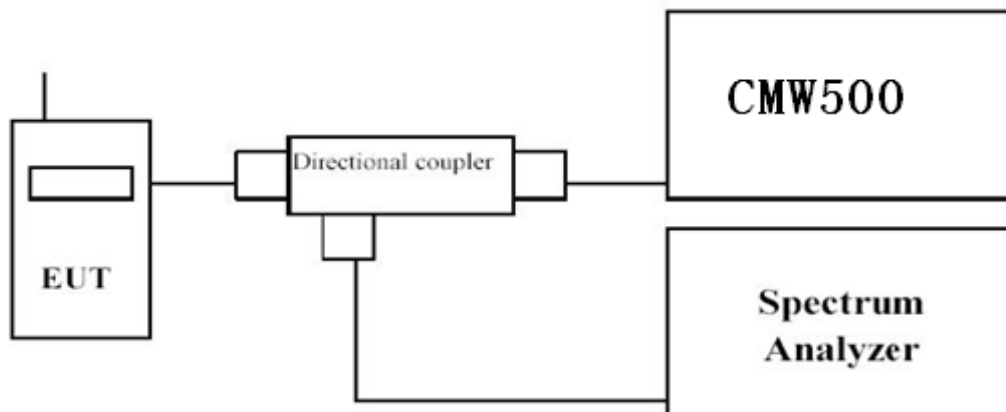 CMW500
Directional coupler
EUT
Spectrum
Analyzer